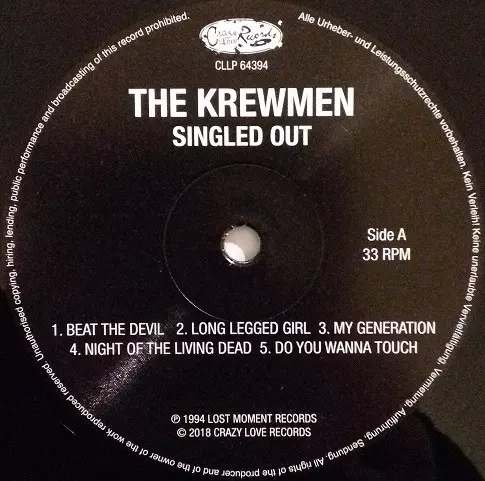 Crazy Love Records
CLLP 64394
THE KREWMEN
SINGLED OUT
Side A
33 RPM
1. BEAT THE DEVIL 2. LONG LEGGED GIRL 3. MY GENERATION
4. NIGHT OF THE LIVING DEAD 5. DO YOU WANNA TOUCH
℗ 1994 LOST MOMENT RECORDS
© 2018 CRAZY LOVE RECORDS
Alle Urheber- und Leistungsschutzrechte vorbehalten. Kein Verleih! Keine unerlaubte Vervielfältigung, Vermietung, Aufführung, Sendung. All rights of the producer and of the owner of the work reproduced reserved. Unauthorised copying, hiring, lending, public performance and broadcasting of this record prohibited.